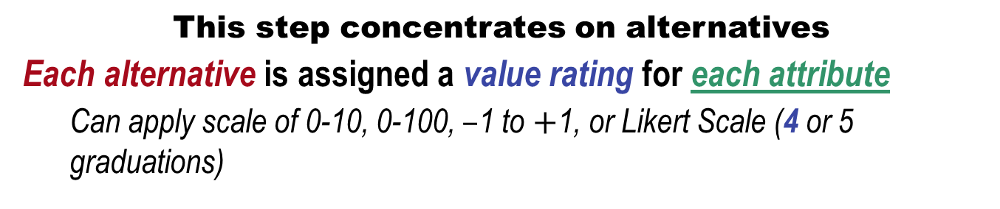 This step concentrates on alternatives
Each alternative is assigned a value rating for each attribute
Can apply scale of 0-10, 0-100, –1 to +1, or Likert Scale (4 or 5
graduations)